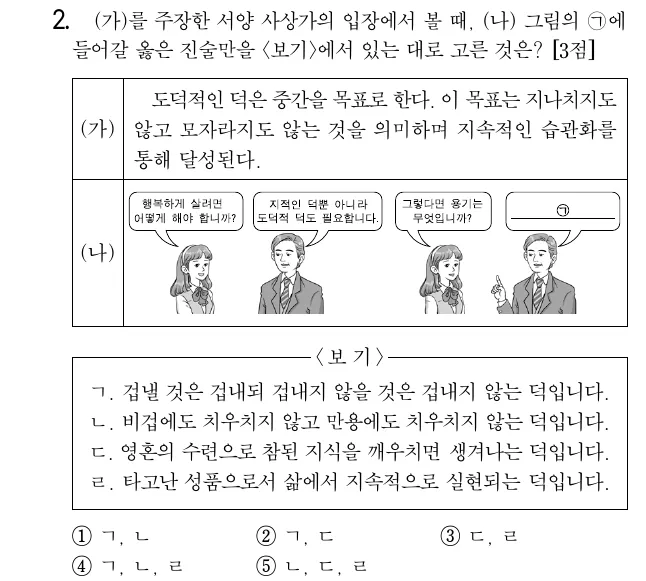 2. (가)를 주장한 서양 사상가의 입장에서 볼 때, (나) 그림의 ㉠에
들어갈 옳은 진술만을 〈보기〉에서 있는 대로 고른 것은? [3점]
(가)
도덕적인 덕은 중간을 목표로 한다. 이 목표는 지나치지도
않고 모자라지도 않는 것을 의미하며 지속적인 습관화를
통해 달성된다.
(나)
행복하게 살려면
어떻게 해야 합니까?
지적인 덕뿐 아니라
도덕적 덕도 필요합니다.
그렇다면 용기는
무엇입니까?
㉠
〈보 기〉
ㄱ. 겁낼 것은 겁내되 겁내지 않을 것은 겁내지 않는 덕입니다.
ㄴ. 비겁에도 치우치지 않고 만용에도 치우치지 않는 덕입니다.
ㄷ. 영혼의 수련으로 참된 지식을 깨우치면 생겨나는 덕입니다.
ㄹ. 타고난 성품으로서 삶에서 지속적으로 실현되는 덕입니다.
① ㄱ, ㄴ ② ㄱ, ㄷ ③ ㄷ, ㄹ
④ ㄱ, ㄴ, ㄹ ⑤ ㄴ, ㄷ, ㄹ